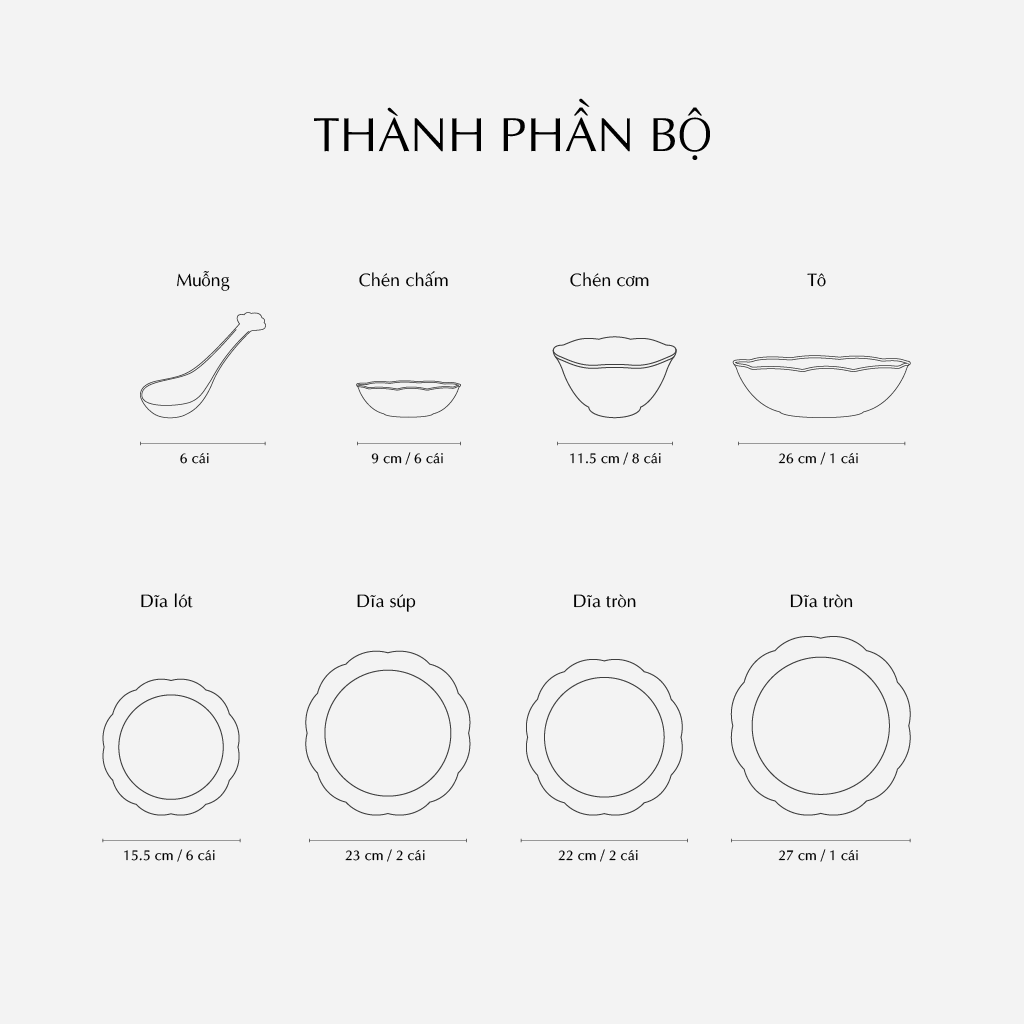 THÀNH PHẦN BỘ
Muỗng
Chén chấm
Chén cơm
Tô
6 cái
9 cm / 6 cái
11.5 cm / 8 cái
26 cm / 1 cái
Dĩa lót
Dĩa súp
Dĩa tròn
Dĩa tròn
15.5 cm / 6 cái
23 cm / 2 cái
22 cm / 2 cái
27 cm / 1 cái